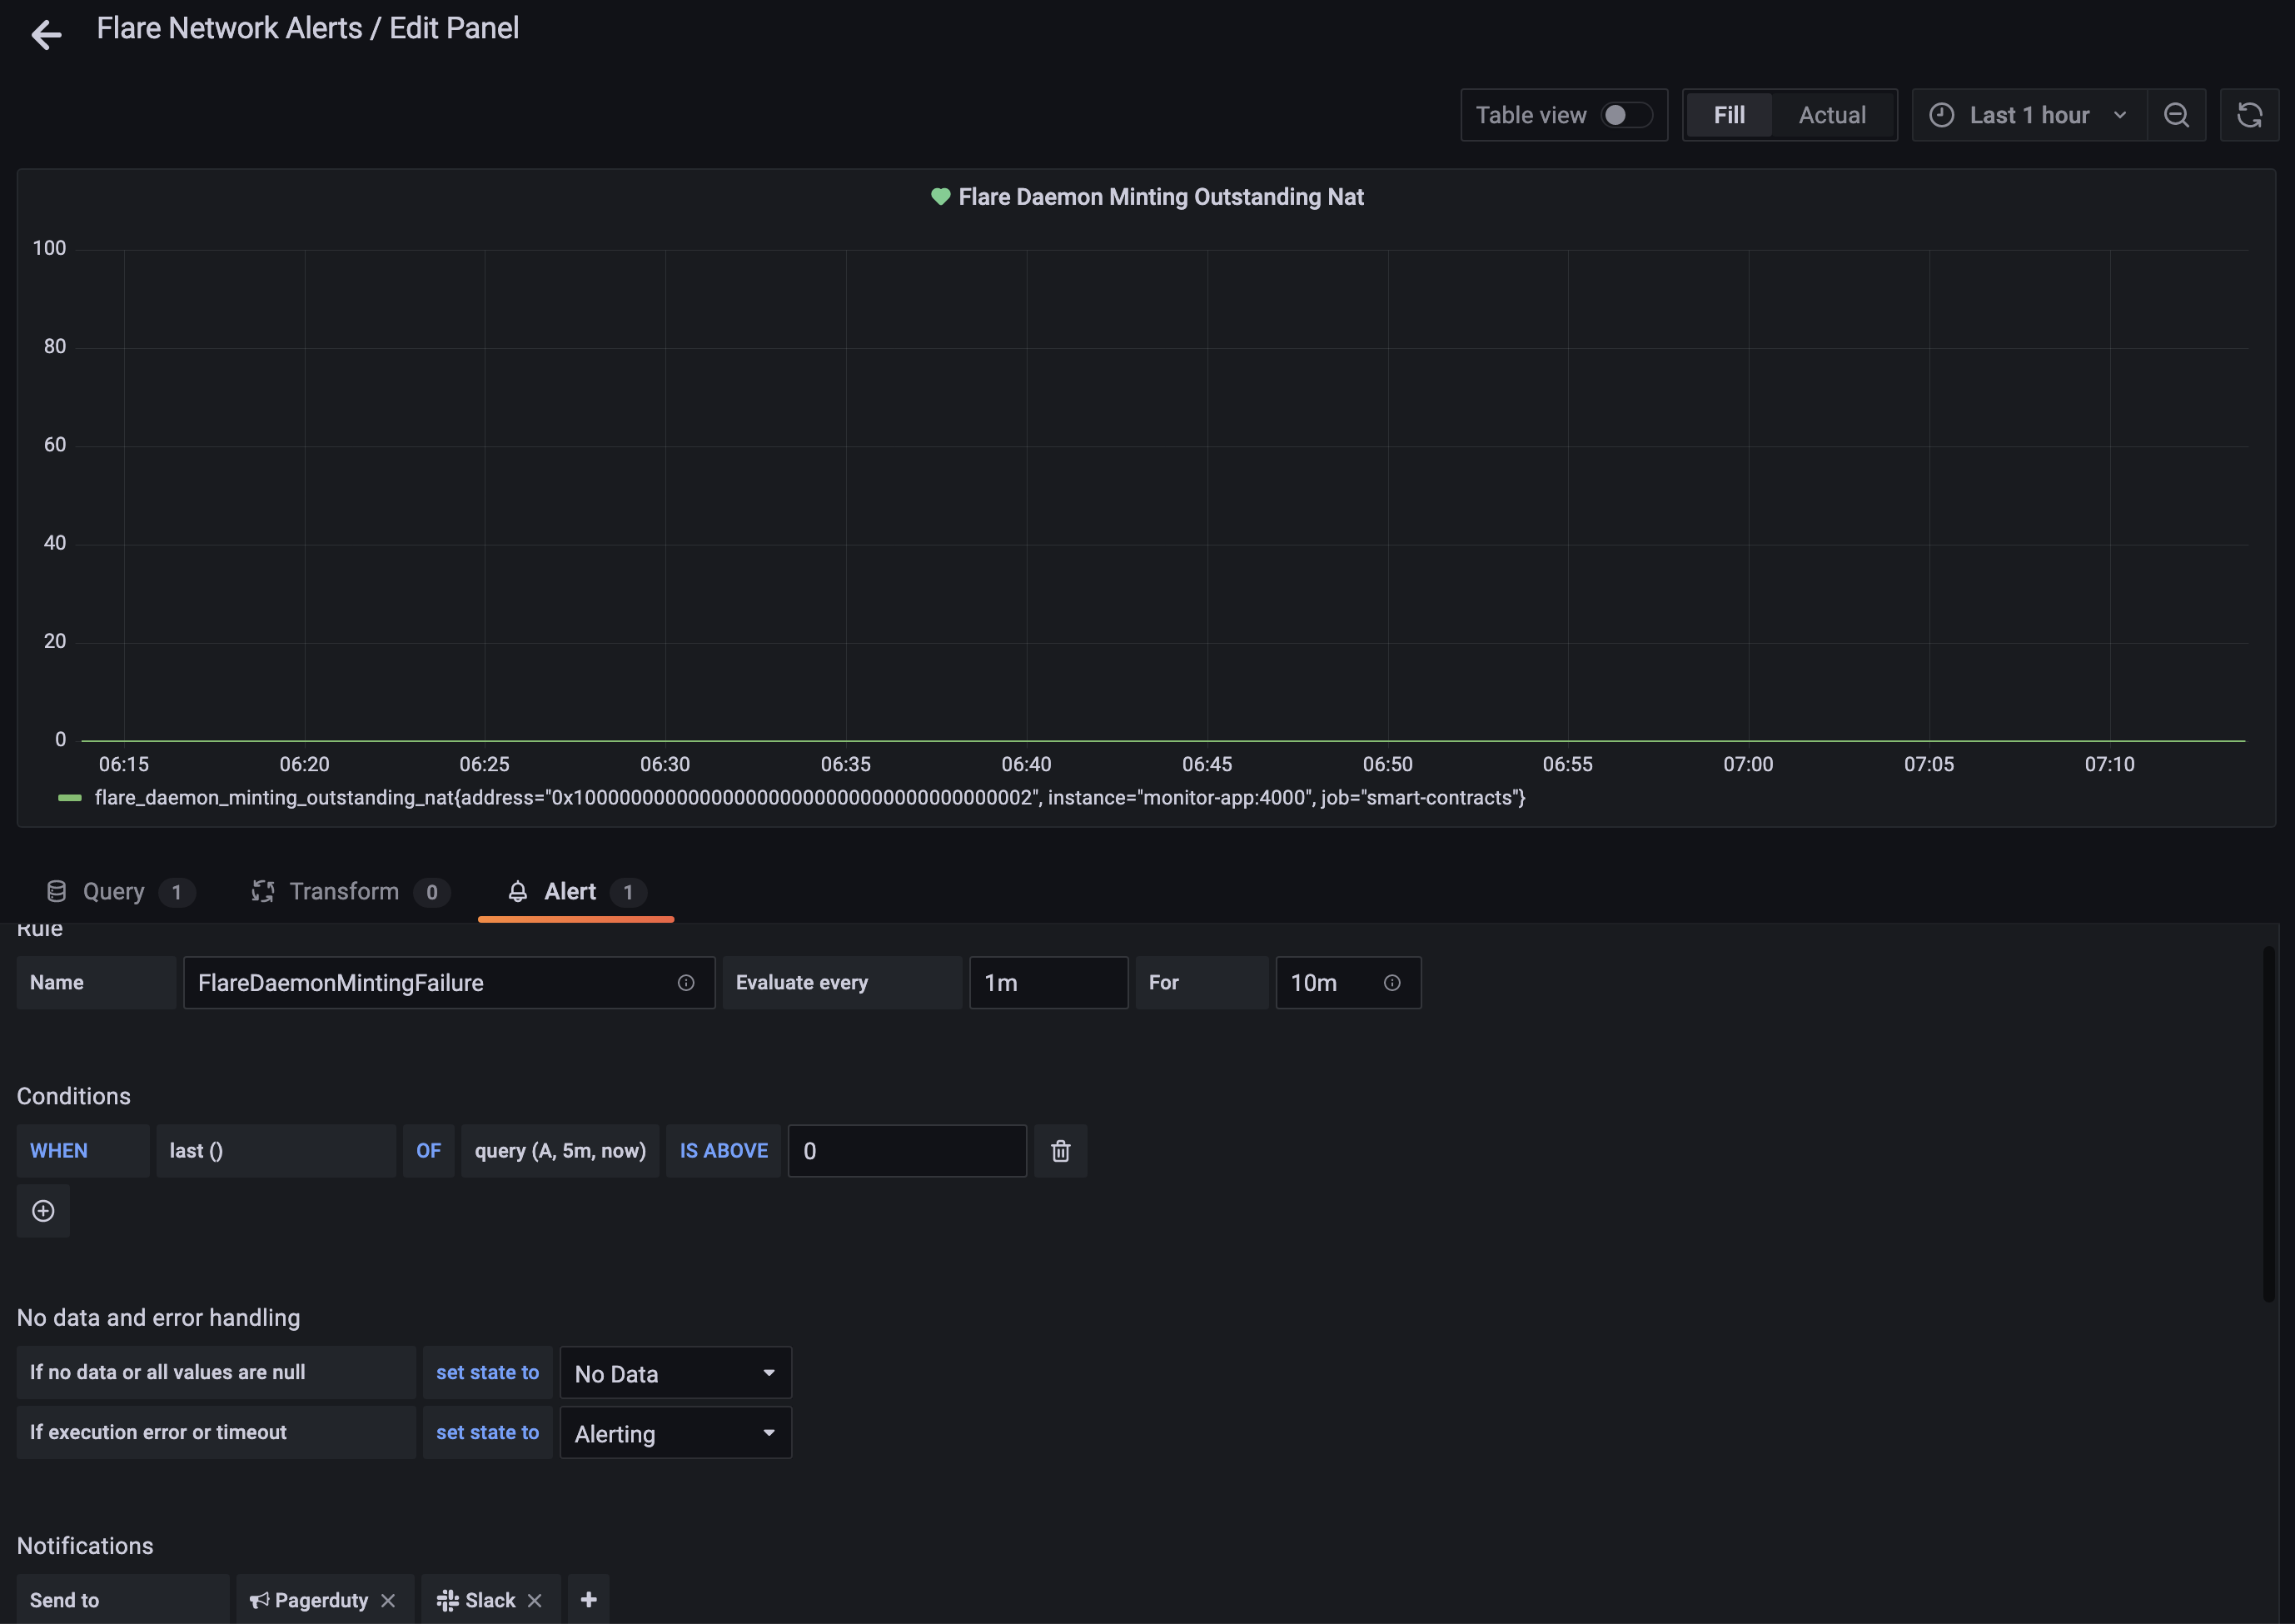 Flare Network Alerts / Edit Panel
Table view Fill Actual Last 1 hour
Flare Daemon Minting Outstanding Nat
100
80
60
40
20
0
06:15 06:20 06:25 06:30 06:35 06:40 06:45 06:50 06:55 07:00 07:05 07:10
flare_daemon_minting_outstanding_nat{address="0x1000000000000000000000000000000000000002", instance="monitor-app:4000", job="smart-contracts"}
Query 1 Transform 0 Alert 1
Rule
Name FlareDaemonMintingFailure Evaluate every 1m For 10m
Conditions
WHEN last () OF query (A, 5m, now) IS ABOVE 0
No data and error handling
If no data or all values are null set state to No Data
If execution error or timeout set state to Alerting
Notifications
Send to Pagerduty Slack